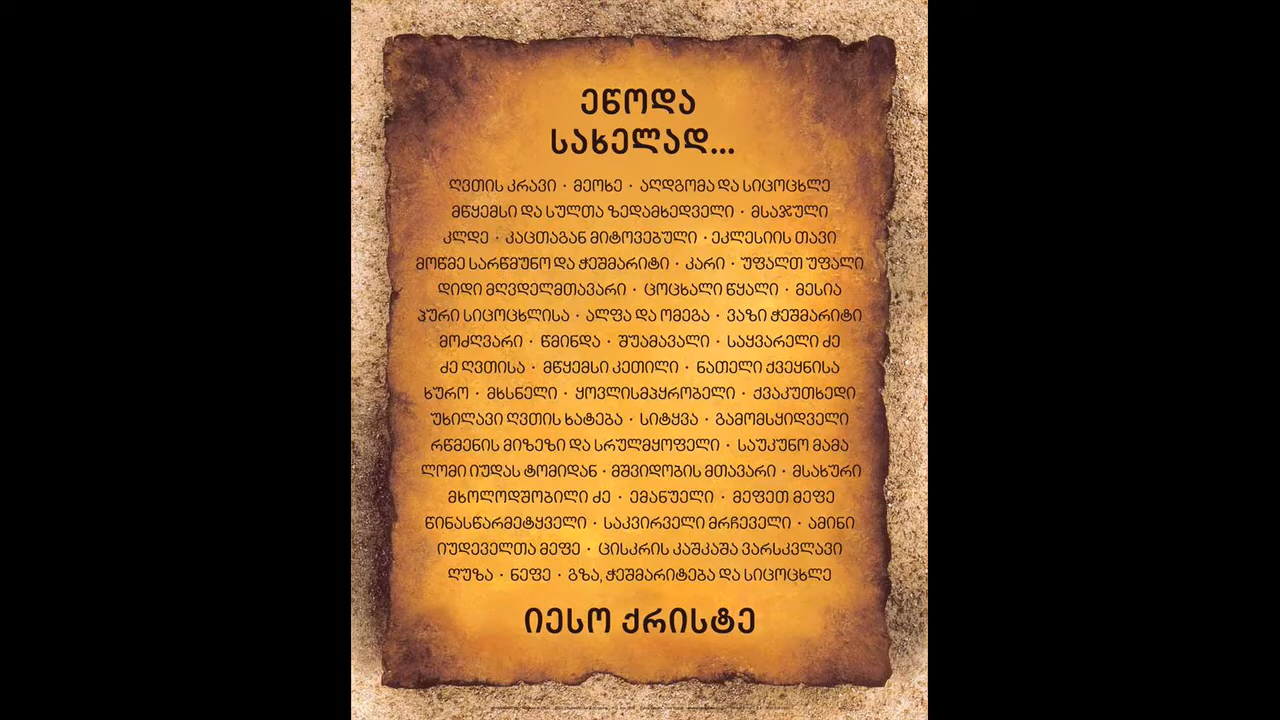 ეწოდა
სახელად...
ღვთის კრავი · მეოხე · აღდგომა და სიცოცხლე
მწყემსი და სულთა ზედამხედველი · მსაჯული
კლდე · კაცთაგან მიტოვებული · ეკლესიის თავი
მოწმე სარწმუნო და ჭეშმარიტი · კარი · უფალთ უფალი
დიდი მღვდელმთავარი · ცოცხალი წყალი · მესია
პური სიცოცხლისა · ალფა და ომეგა · ვაზი ჭეშმარიტი
მოძღვარი · წმინდა · შუამავალი · საყვარელი ძე
ძე ღვთისა · მწყემსი კეთილი · ნათელი ქვეყნისა
ხურო · მხსნელი · ყოვლისმპყრობელი · ქვაკუთხედი
უხილავი ღვთის ხატება · სიტყვა · გამომსყიდველი
რწმენის მიზეზი და სრულმყოფელი · საუკუნო მამა
ლომი იუდას ტომიდან · მშვიდობის მთავარი · მსახური
მხოლოდშობილი ძე · ემანუელი · მეფეთ მეფე
წინასწარმეტყველი · საკვირველი მრჩეველი · ამინი
იუდეველთა მეფე · ცისკრის კაშკაშა ვარსკვლავი
ღუზა · ნეფე · გზა, ჭეშმარიტება და სიცოცხლე
იესო ქრისტე